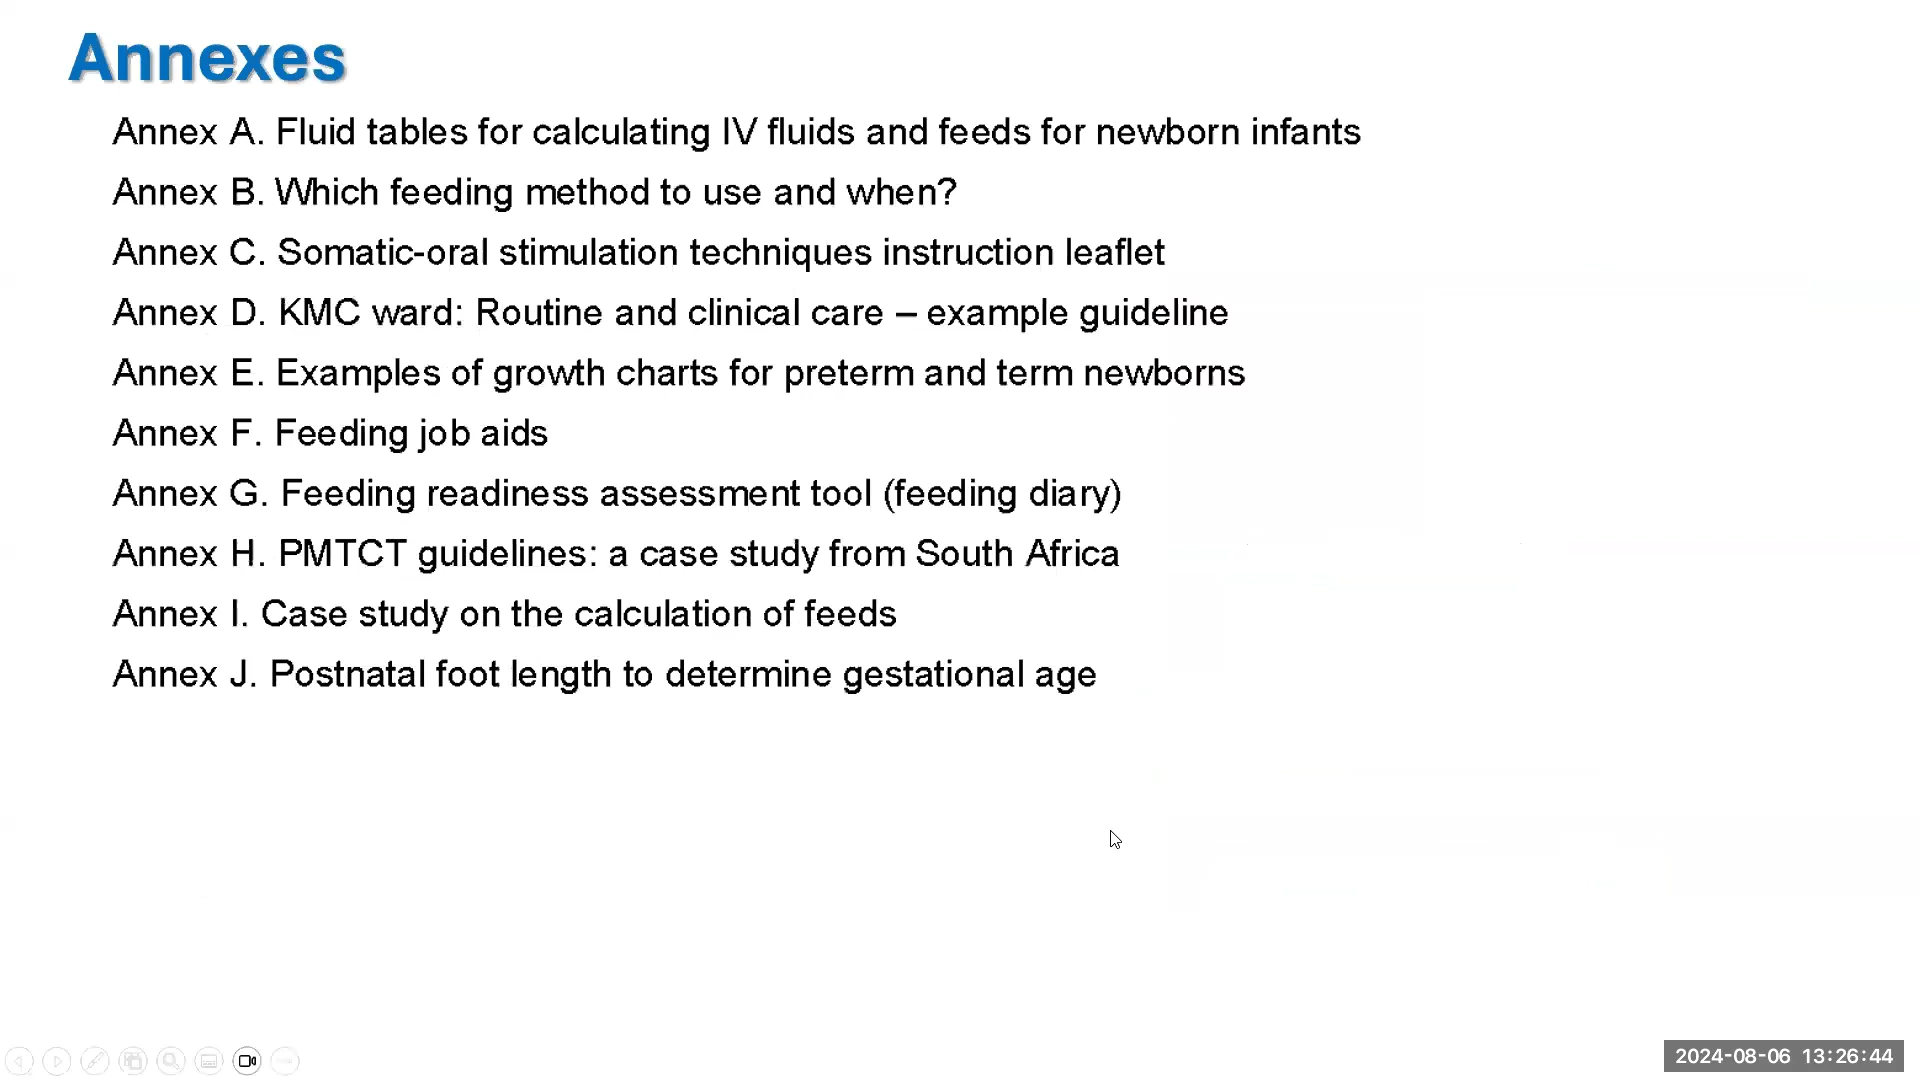 Annexes
Annex A. Fluid tables for calculating IV fluids and feeds for newborn infants
Annex B. Which feeding method to use and when?
Annex C. Somatic-oral stimulation techniques instruction leaflet
Annex D. KMC ward: Routine and clinical care – example guideline
Annex E. Examples of growth charts for preterm and term newborns
Annex F. Feeding job aids
Annex G. Feeding readiness assessment tool (feeding diary)
Annex H. PMTCT guidelines: a case study from South Africa
Annex I. Case study on the calculation of feeds
Annex J. Postnatal foot length to determine gestational age
2024-08-06 13:26:44